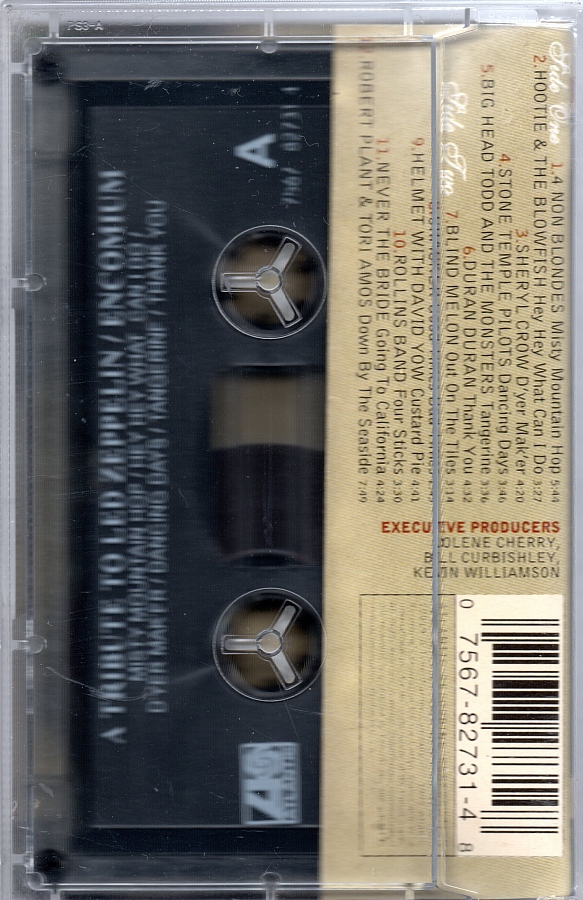 PS3-A
Side One
1.4 NON BLONDES Misty Mountain Hop 5:44
2.HOOTIE & THE BLOWFISH Hey Hey What Can I Do 3:27
3.SHERYL CROW D'yer Mak'er 4:20
4.STONE TEMPLE PILOTS Dancing Days 3:46
5.BIG HEAD TODD AND THE MONSTERS Tangerine 3:36
6.DURAN DURAN Thank You 4:32
Side Two
7.BLIND MELON Out On The Tiles 3:14
9.HELMET WITH DAVID YOW Custard Pie 4:41
10.ROLLINS BAND Four Sticks 3:30
11.NEVER THE BRIDE Going To California 4:24
ROBERT PLANT & TORI AMOS Down By The Seaside 7:49
EXECUTIVE PRODUCERS
JOLENE CHERRY,
BILL CURBISHLEY,
KEVIN WILLIAMSON
0 7567-82731-4 8
A
A TRIBUTE TO LED ZEPPELIN / ENCOMIUM
MISTY MOUNTAIN HOP / HEY HEY WHAT CAN I DO /
D'YER MAK'ER / DANCING DAYS / TANGERINE / THANK YOU
ATLANTIC